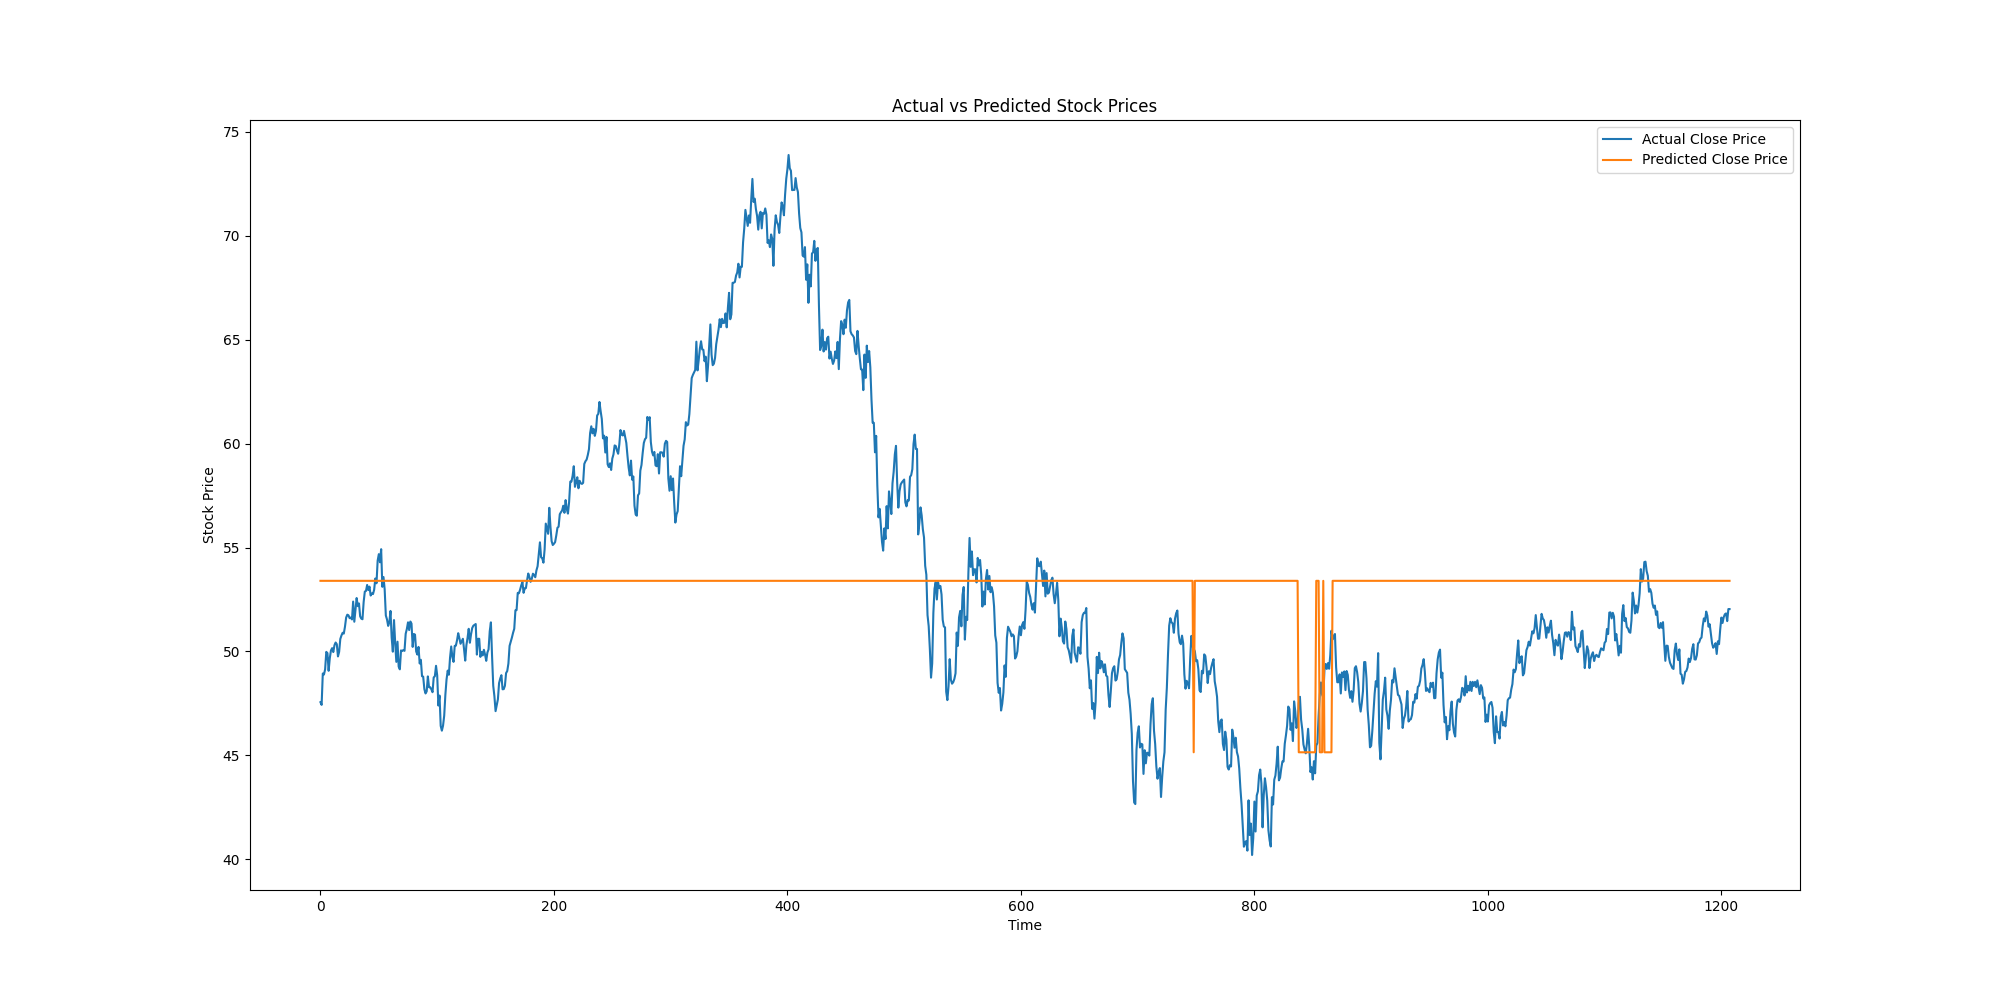 Actual vs Predicted Stock Prices
Actual Close Price
Predicted Close Price
75
70
65
60
55
50
45
40
Stock Price
0 200 400 600 800 1000 1200
Time